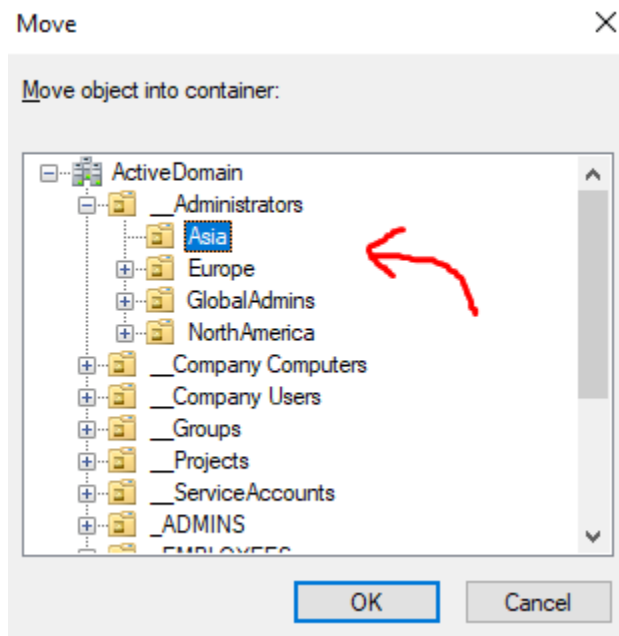 Move
Move object into container:
ActiveDomain
__Administrators
Asia
Europe
GlobalAdmins
NorthAmerica
__Company Computers
__Company Users
__Groups
__Projects
__ServiceAccounts
_ADMINS
_EMPLOYEES
OK Cancel